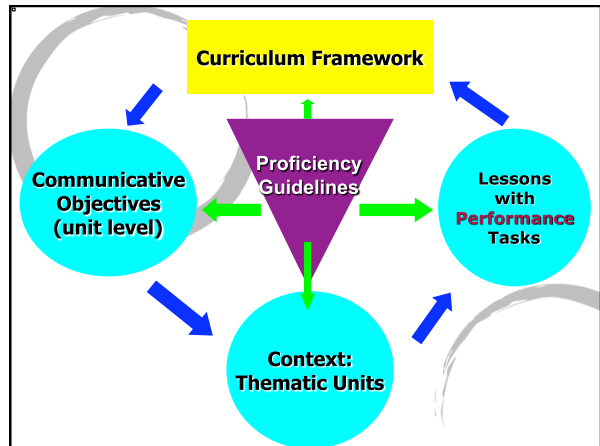 Curriculum Framework
Proficiency
Guidelines
Communicative
Objectives
(unit level)
Lessons
with
Performance
Tasks
Context:
Thematic Units